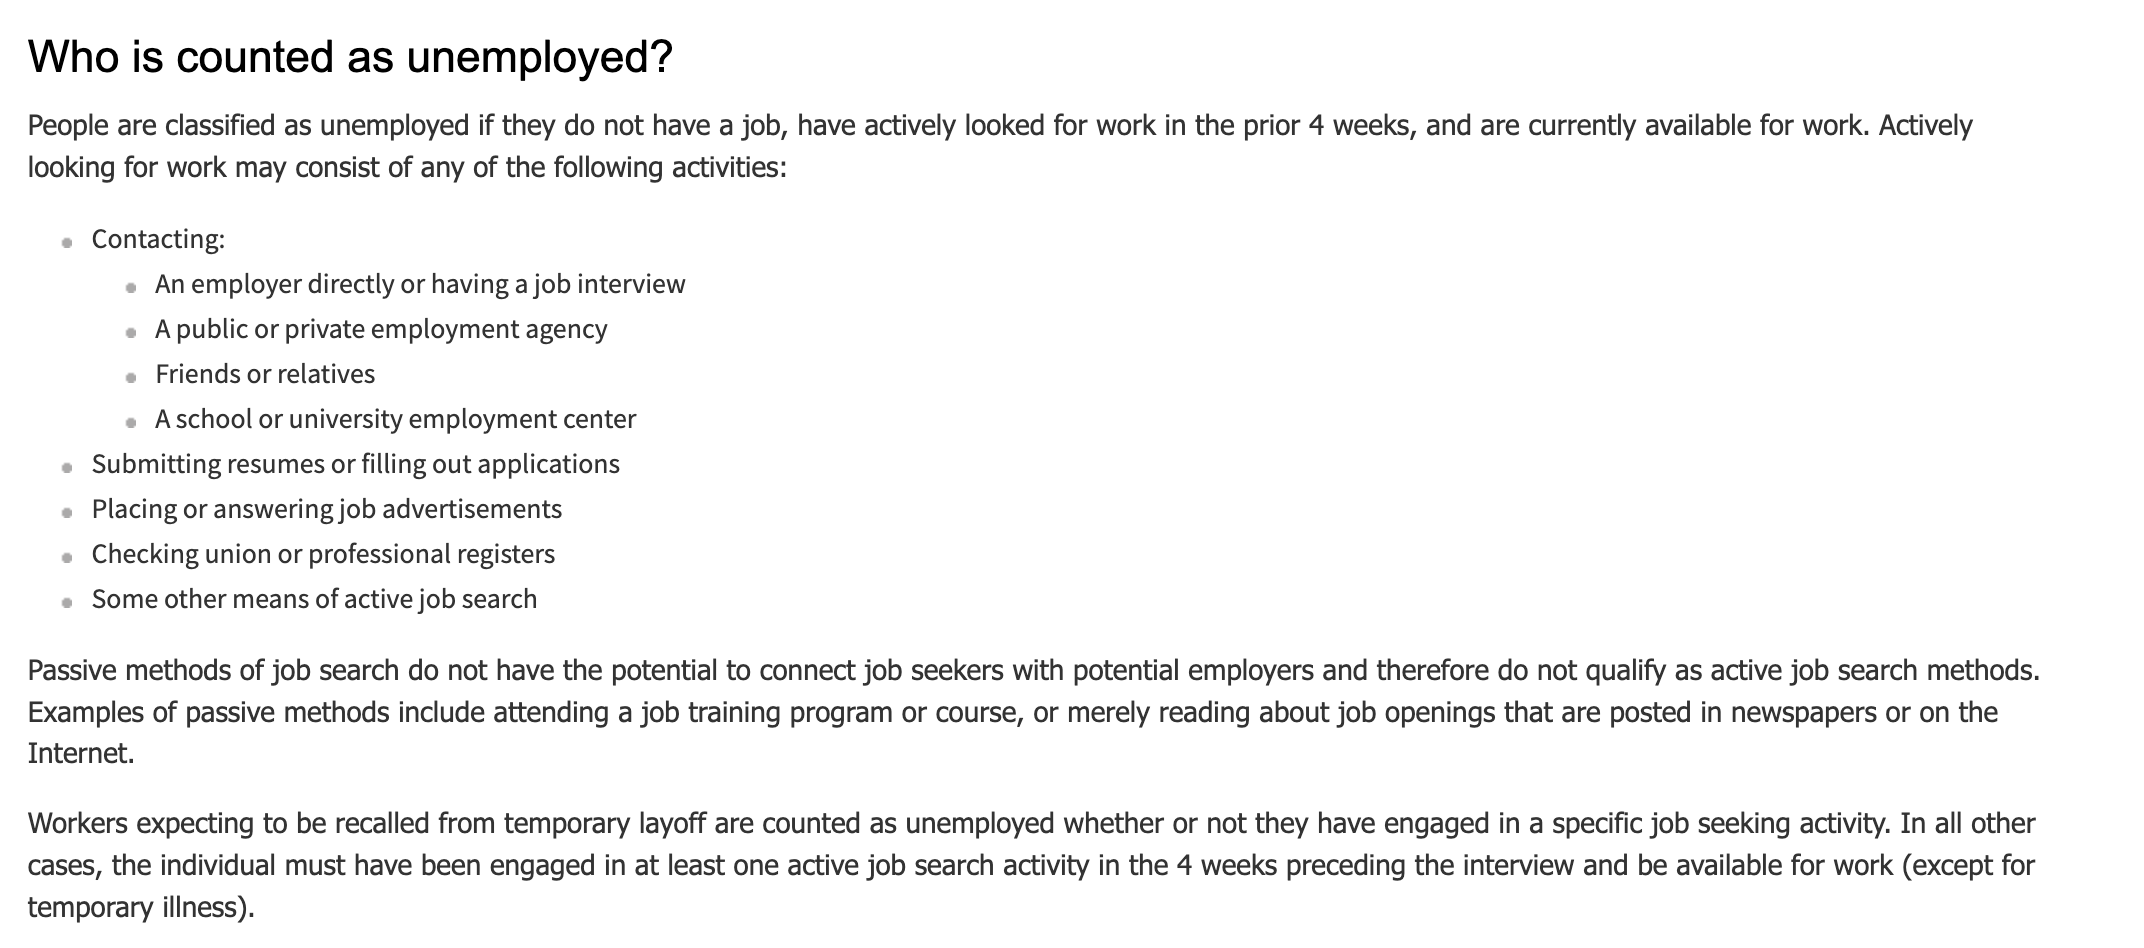 Who is counted as unemployed?
People are classified as unemployed if they do not have a job, have actively looked for work in the prior 4 weeks, and are currently available for work. Actively
looking for work may consist of any of the following activities:
Contacting:
An employer directly or having a job interview
A public or private employment agency
Friends or relatives
A school or university employment center
Submitting resumes or filling out applications
Placing or answering job advertisements
Checking union or professional registers
Some other means of active job search
Passive methods of job search do not have the potential to connect job seekers with potential employers and therefore do not qualify as active job search methods.
Examples of passive methods include attending a job training program or course, or merely reading about job openings that are posted in newspapers or on the
Internet.
Workers expecting to be recalled from temporary layoff are counted as unemployed whether or not they have engaged in a specific job seeking activity. In all other
cases, the individual must have been engaged in at least one active job search activity in the 4 weeks preceding the interview and be available for work (except for
temporary illness).